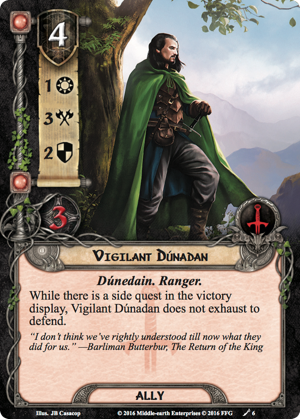 4
1
3
2
3
Vigilant Dúnadan
Dúnedain. Ranger.
While there is a side quest in the victory
display, Vigilant Dúnadan does not exhaust to
defend.
"I don't think we've rightly understood till now what they
did for us." —Barliman Butterbur, The Return of the King
ALLY
Illus. JB Casacop
© 2016 Middle-earth Enterprises © 2016 FFG
6